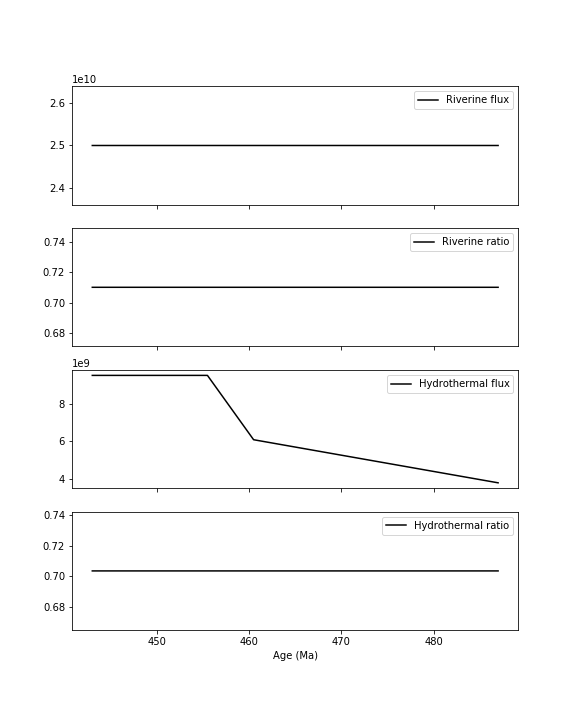 1e10
Riverine flux
2.6
2.5
2.4
Riverine ratio
0.74
0.72
0.70
0.68
1e9
Hydrothermal flux
8
6
4
Hydrothermal ratio
0.74
0.72
0.70
0.68
450 460 470 480
Age (Ma)